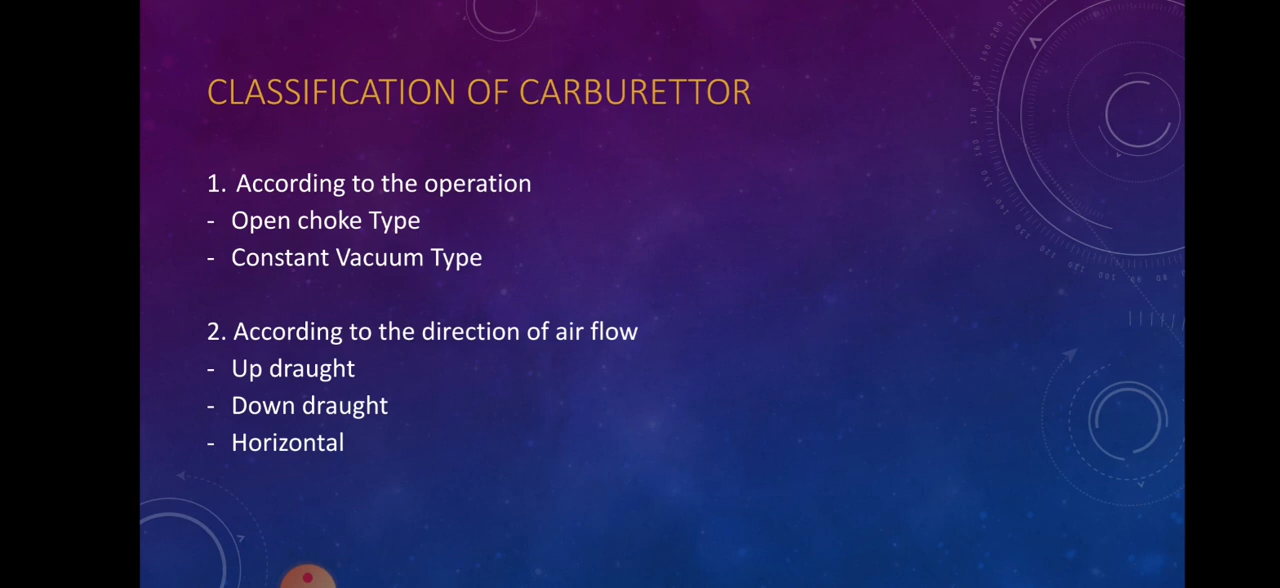 CLASSIFICATION OF CARBURETTOR
1. According to the operation
- Open choke Type
- Constant Vacuum Type
2. According to the direction of air flow
- Up draught
- Down draught
- Horizontal